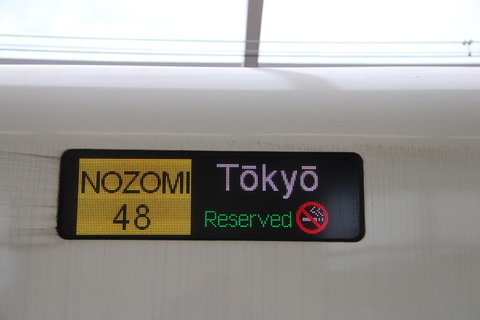 NOZOMI
48
Tōkyō
Reserved